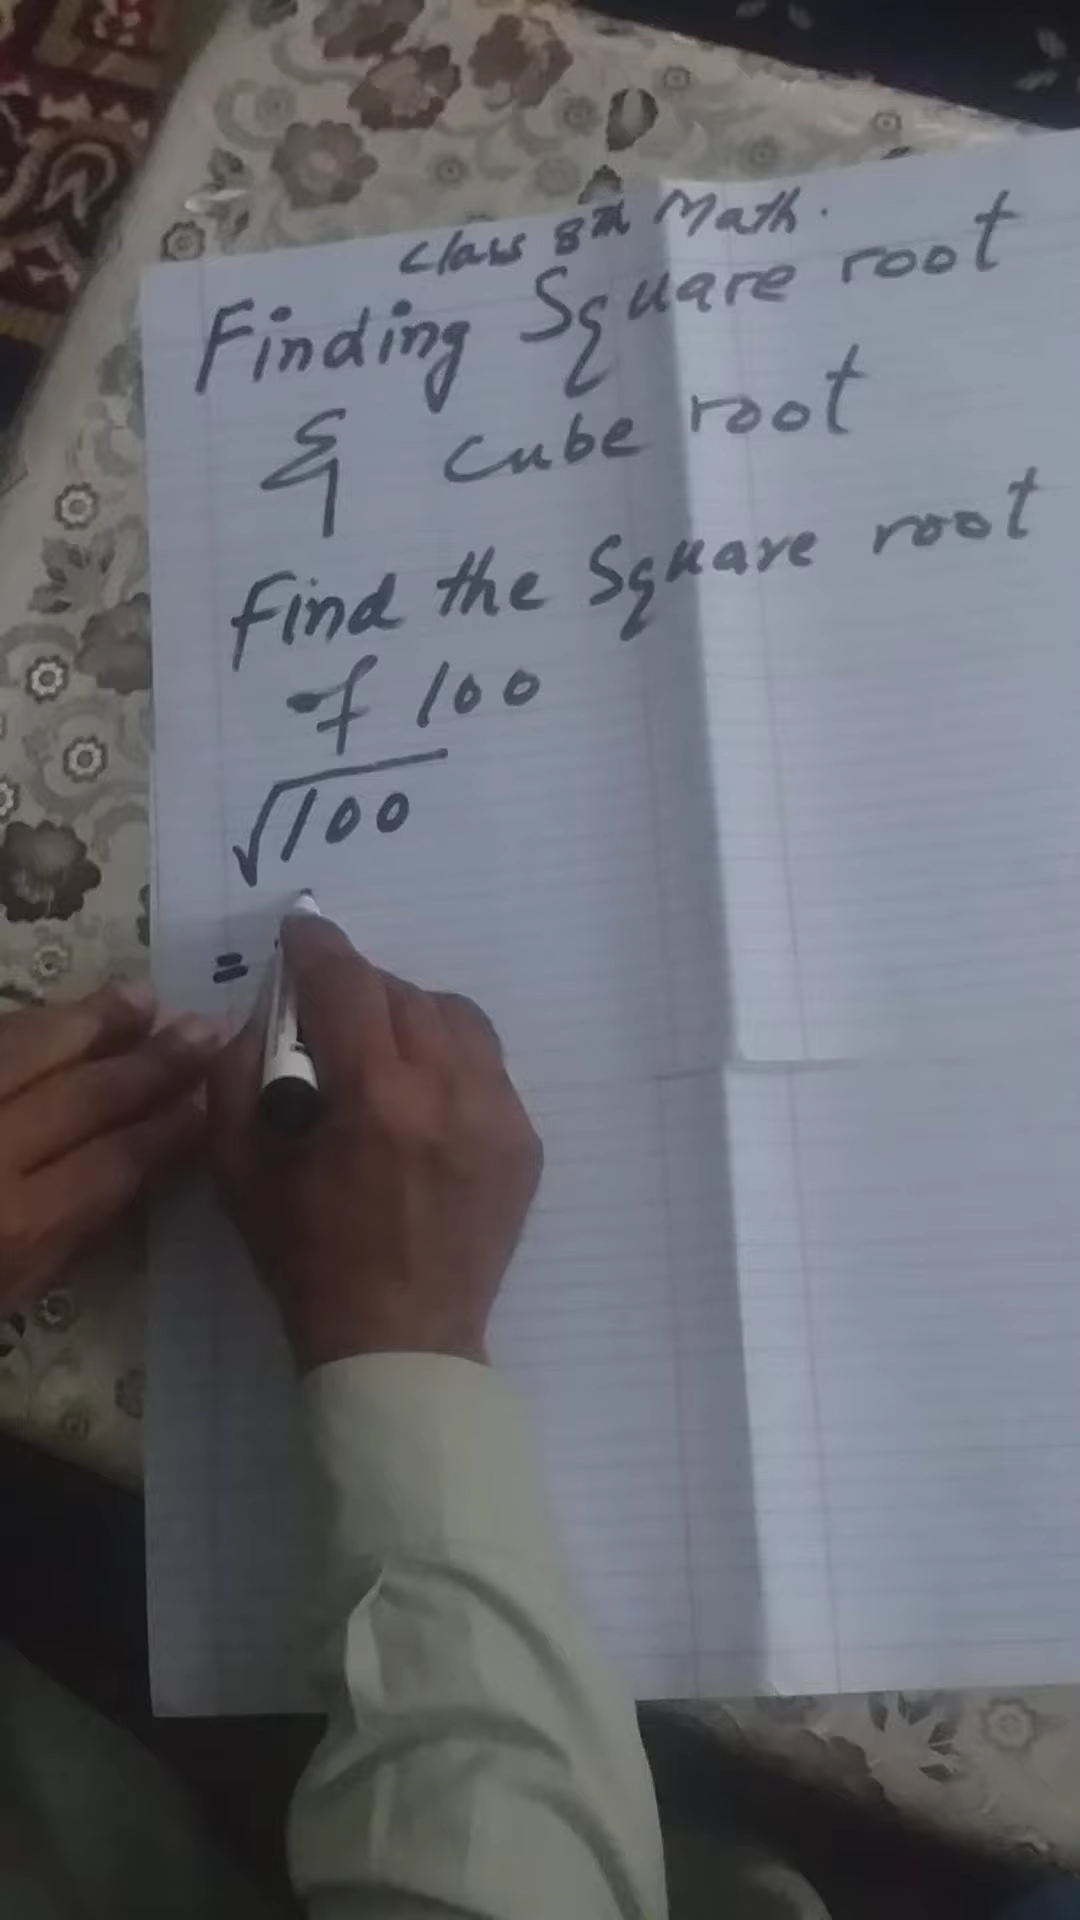 Class 8th Math.
Finding Square root
& Cube root
Find the Square root
of 100
√100
=